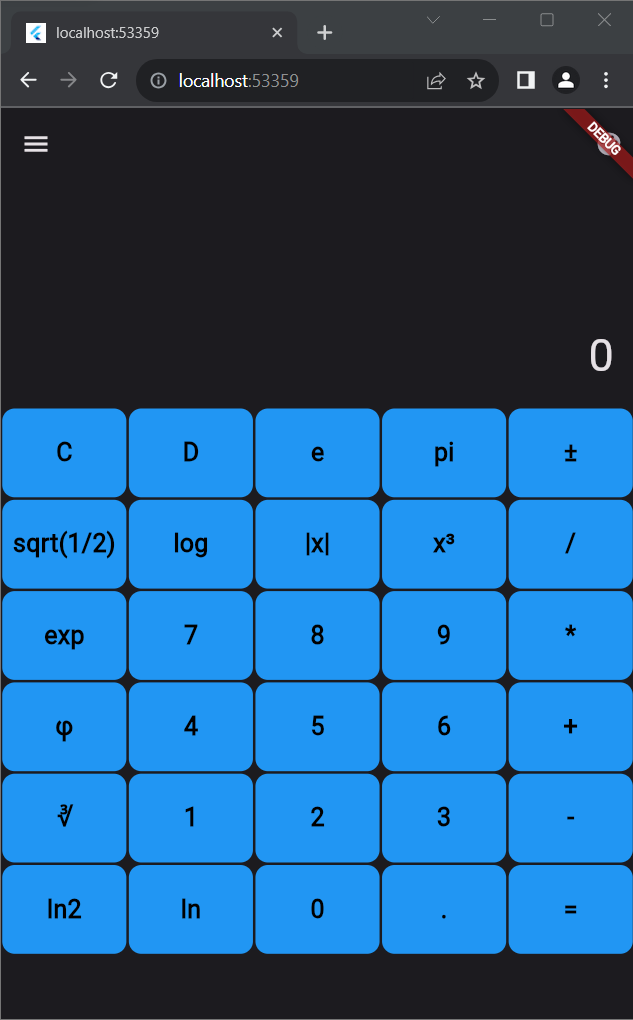 localhost:53359
localhost:53359
DEBUG
0
C D e pi ±
sqrt(1/2) log |x| x³ /
exp 7 8 9 *
φ 4 5 6 +
∛ 1 2 3 -
ln2 ln 0 . =